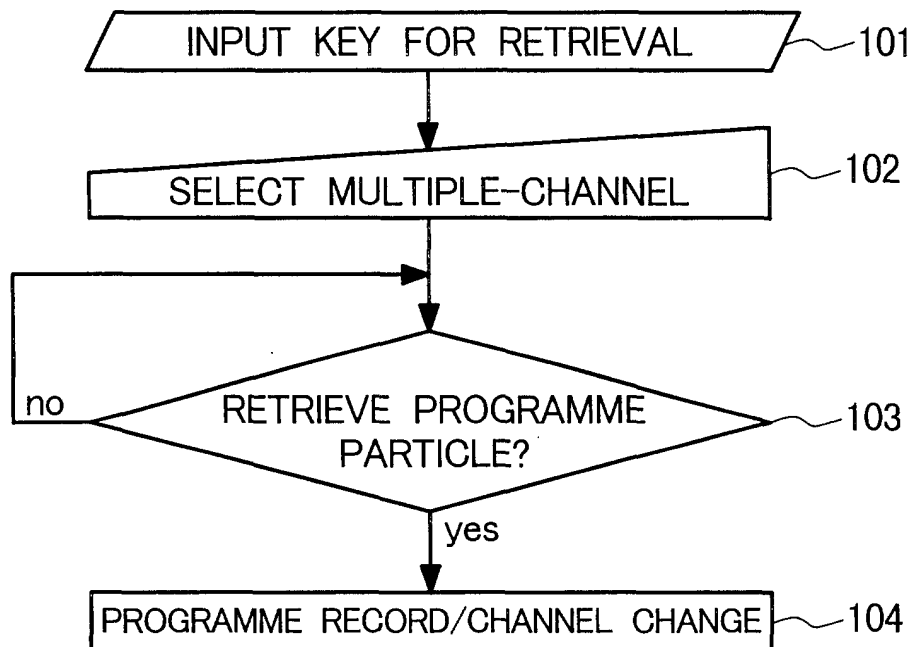 INPUT KEY FOR RETRIEVAL
101
SELECT MULTIPLE-CHANNEL
102
no
RETRIEVE PROGRAMME
PARTICLE?
103
yes
PROGRAMME RECORD/CHANNEL CHANGE
104